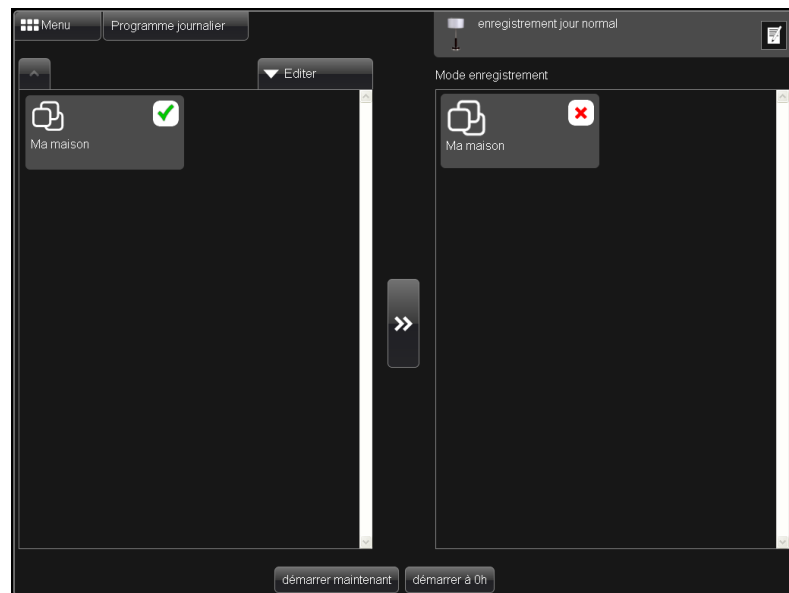 Menu
Programme journalier
enregistrement jour normal
Editer
Mode enregistrement
Ma maison
Ma maison
démarrer maintenant
démarrer à 0h